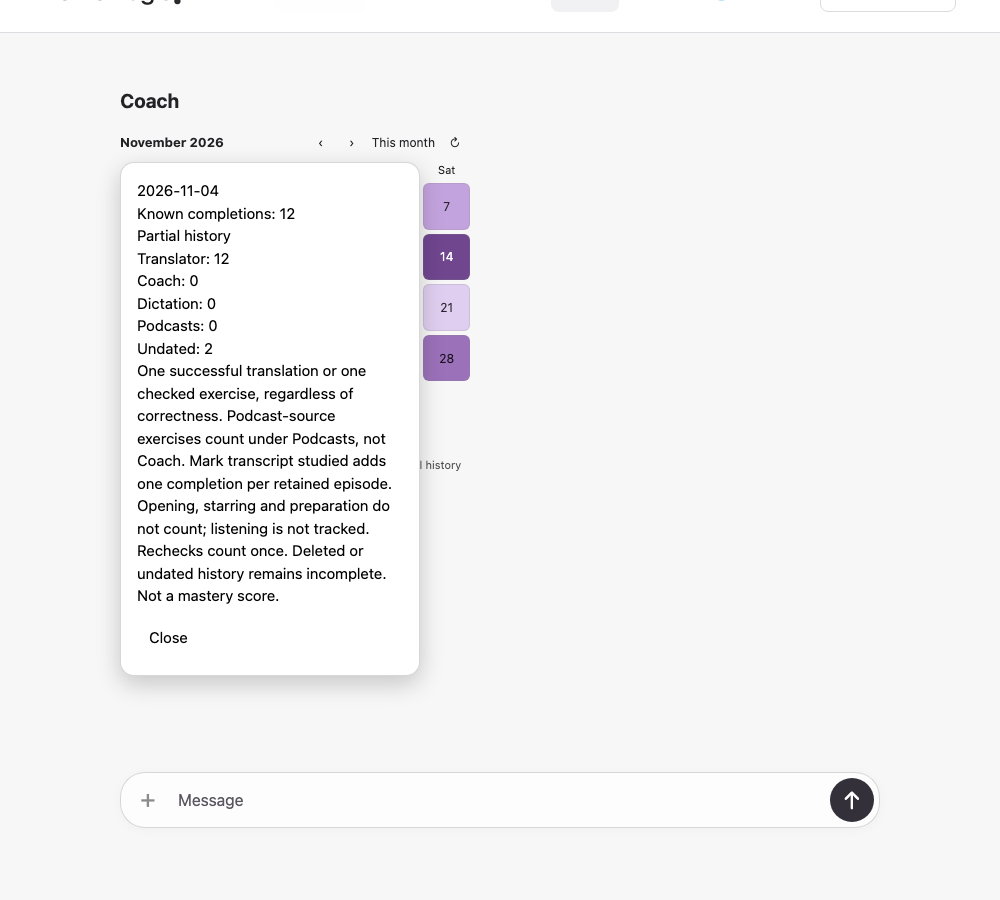 Coach
November 2026
‹ › This month ↻
Sat
7
14
21
28
2026-11-04
Known completions: 12
Partial history
Translator: 12
Coach: 0
Dictation: 0
Podcasts: 0
Undated: 2
One successful translation or one
checked exercise, regardless of
correctness. Podcast-source
exercises count under Podcasts, not
Coach. Mark transcript studied adds
one completion per retained episode.
Opening, starring and preparation do
not count; listening is not tracked.
Rechecks count once. Deleted or
undated history remains incomplete.
Not a mastery score.
Close
history
Message